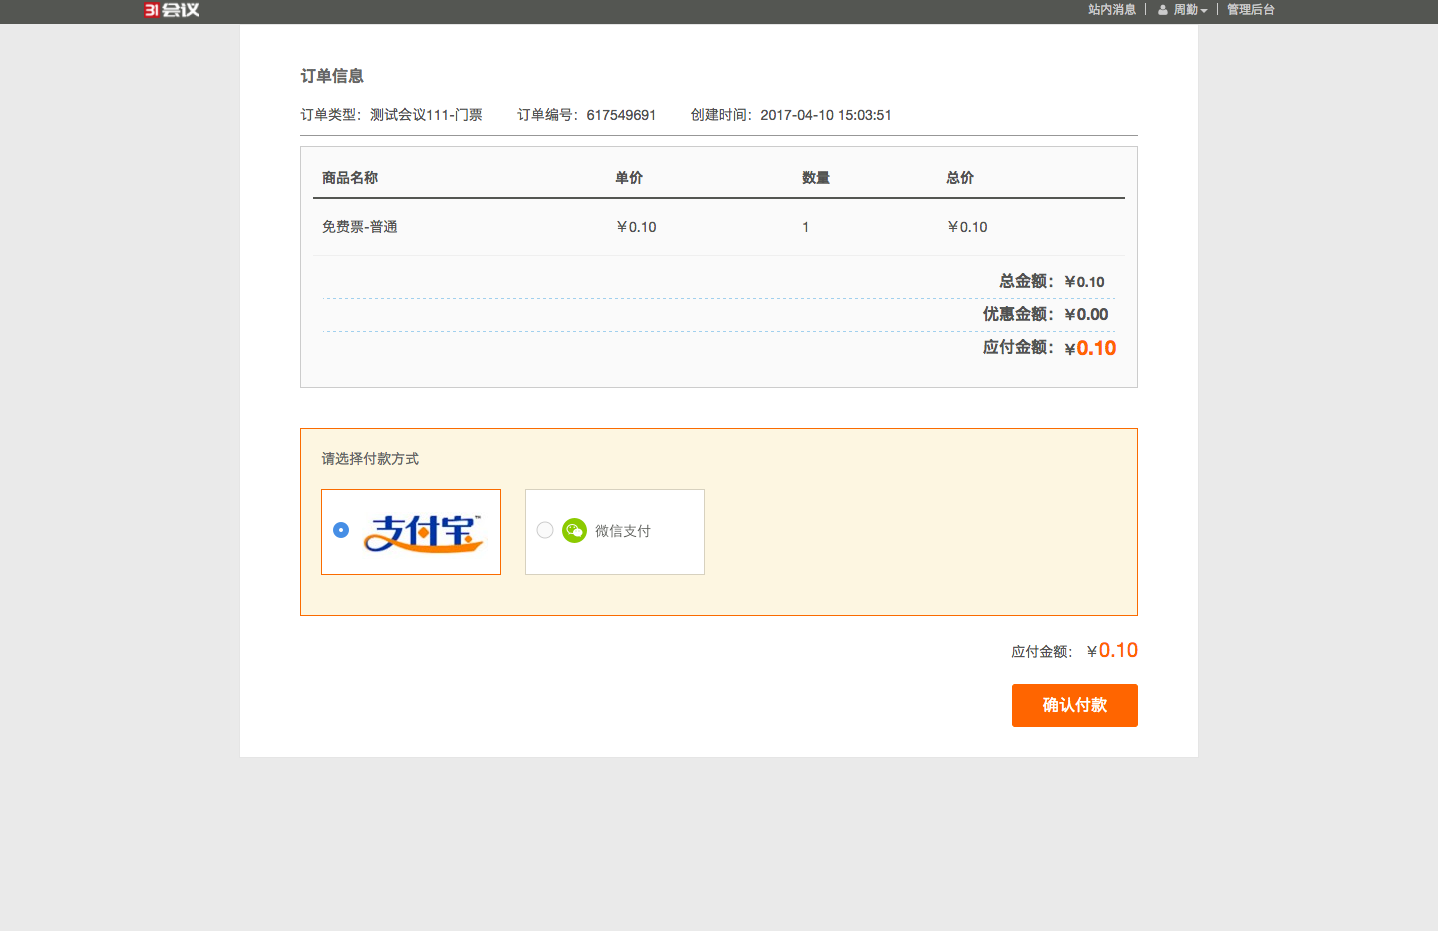 31会议
站内消息 周勤 管理后台
订单信息
订单类型：测试会议111-门票 订单编号：617549691 创建时间：2017-04-10 15:03:51
商品名称 单价 数量 总价
免费票-普通 ￥0.10 1 ￥0.10
总金额：￥0.10
优惠金额：￥0.00
应付金额：￥0.10
请选择付款方式
支付宝™ 微信支付
应付金额： ￥0.10
确认付款